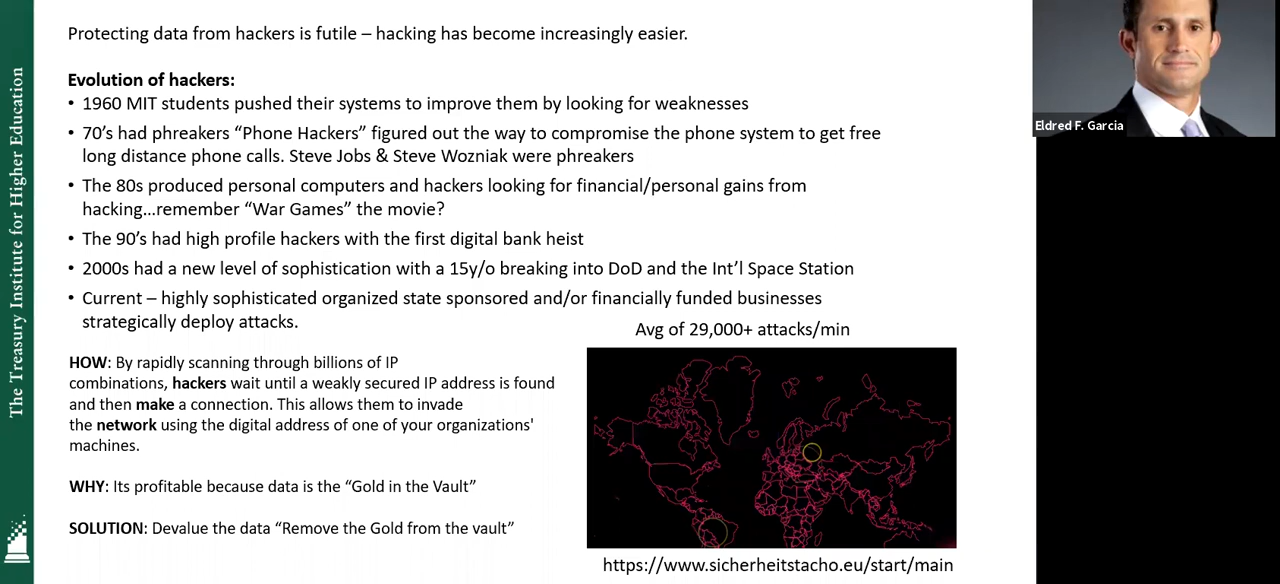 The Treasury Institute for Higher Education
Protecting data from hackers is futile – hacking has become increasingly easier.
Evolution of hackers:
• 1960 MIT students pushed their systems to improve them by looking for weaknesses
• 70’s had phreakers “Phone Hackers” figured out the way to compromise the phone system to get free
long distance phone calls. Steve Jobs & Steve Wozniak were phreakers
• The 80s produced personal computers and hackers looking for financial/personal gains from
hacking…remember “War Games” the movie?
• The 90’s had high profile hackers with the first digital bank heist
• 2000s had a new level of sophistication with a 15y/o breaking into DoD and the Int’l Space Station
• Current – highly sophisticated organized state sponsored and/or financially funded businesses
strategically deploy attacks.
Avg of 29,000+ attacks/min
HOW: By rapidly scanning through billions of IP
combinations, hackers wait until a weakly secured IP address is found
and then make a connection. This allows them to invade
the network using the digital address of one of your organizations'
machines.
WHY: Its profitable because data is the “Gold in the Vault”
SOLUTION: Devalue the data “Remove the Gold from the vault”
https://www.sicherheitstacho.eu/start/main
Eldred F. Garcia